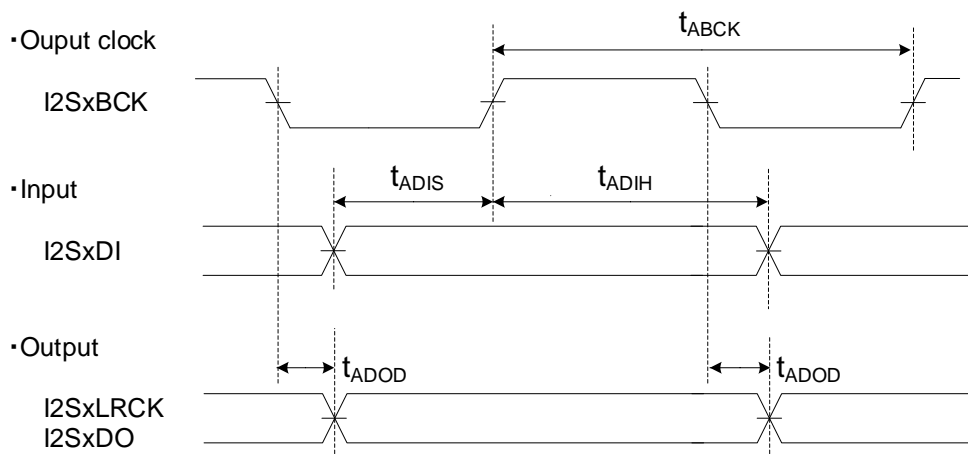 ・Ouput clock
tABCK
I2SxBCK
tADIS
tADIH
・Input
I2SxDI
・Output
tADOD
tADOD
I2SxLRCK
I2SxDO